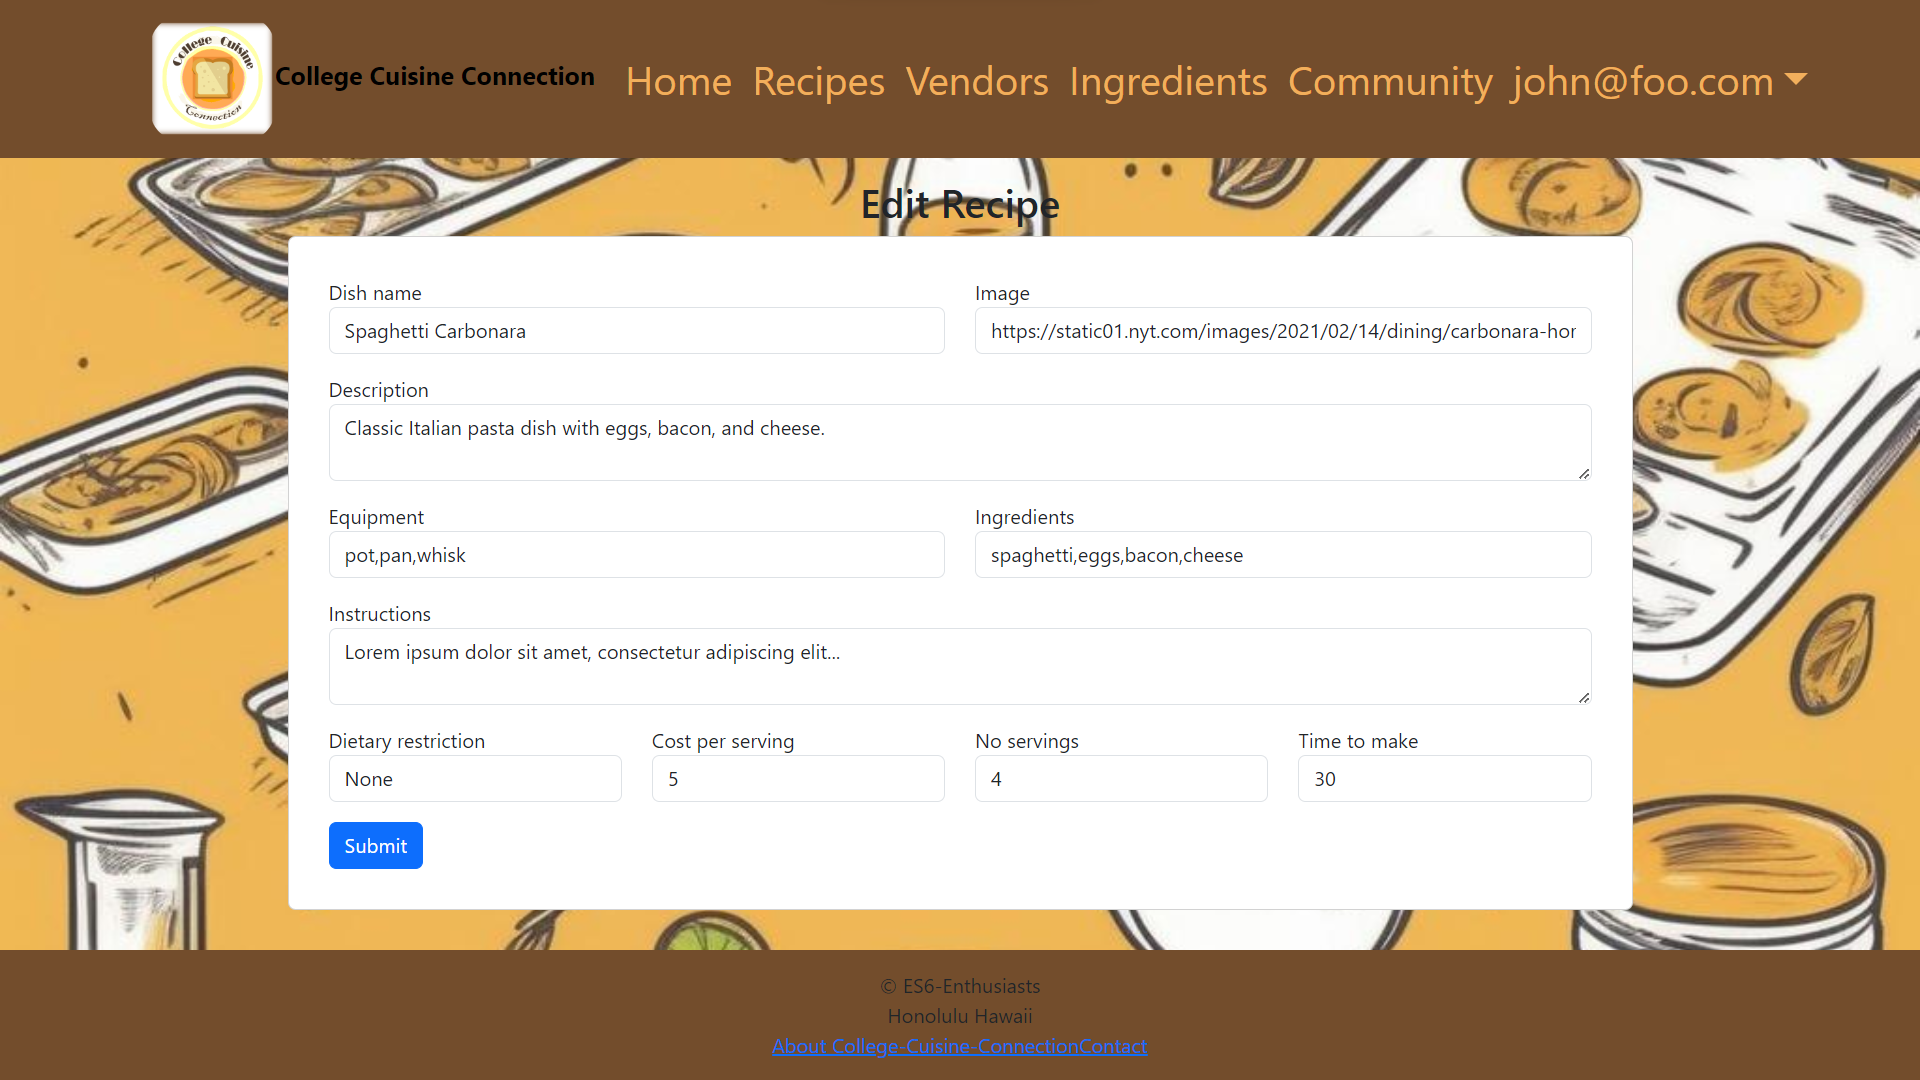 College Cuisine
Connection
College Cuisine Connection
Home Recipes Vendors Ingredients Community john@foo.com
Edit Recipe
Dish name Image
Spaghetti Carbonara https://static01.nyt.com/images/2021/02/14/dining/carbonara-hor
Description
Classic Italian pasta dish with eggs, bacon, and cheese.
Equipment Ingredients
pot,pan,whisk spaghetti,eggs,bacon,cheese
Instructions
Lorem ipsum dolor sit amet, consectetur adipiscing elit...
Dietary restriction Cost per serving No servings Time to make
None 5 4 30
Submit
© ES6-Enthusiasts
Honolulu Hawaii
About College-Cuisine-ConnectionContact